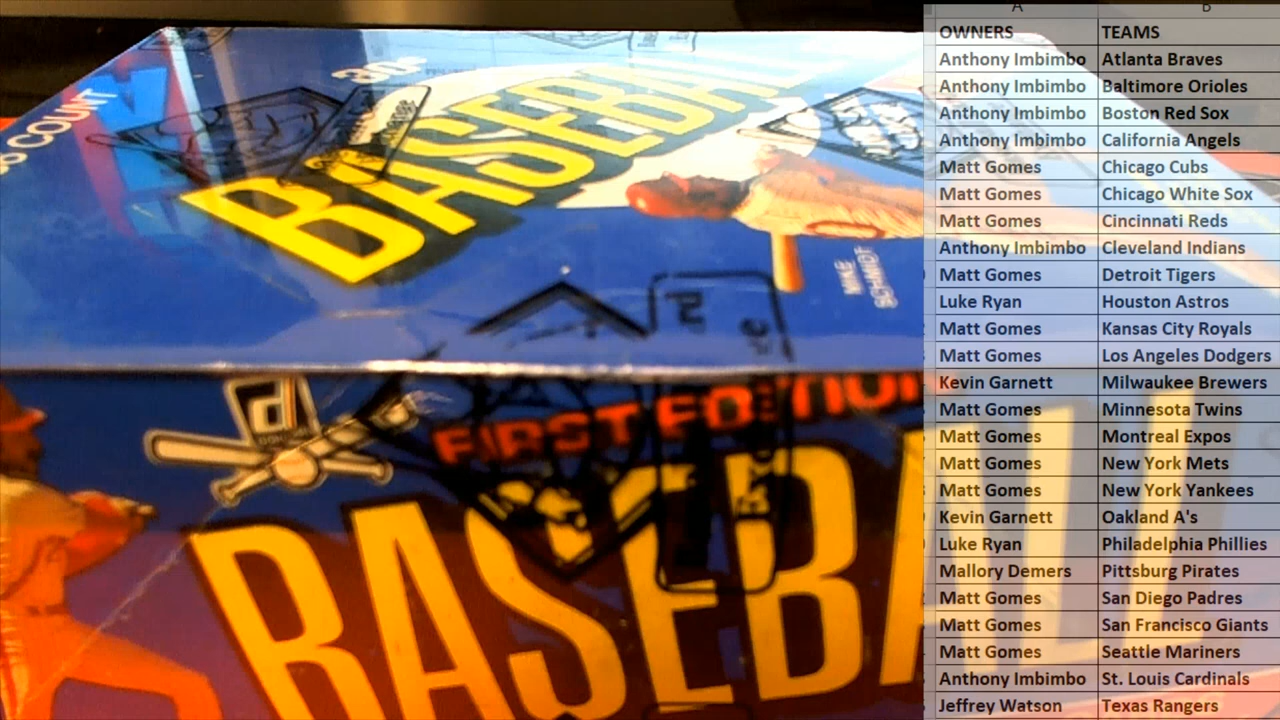 36 COUNT
30¢
BASEBALL
MIKE
SCHMIDT
FIRST EDITION
BASEBALL
A B
OWNERS TEAMS
Anthony Imbimbo Atlanta Braves
Anthony Imbimbo Baltimore Orioles
Anthony Imbimbo Boston Red Sox
Anthony Imbimbo California Angels
Matt Gomes Chicago Cubs
Matt Gomes Chicago White Sox
Matt Gomes Cincinnati Reds
Anthony Imbimbo Cleveland Indians
Matt Gomes Detroit Tigers
Luke Ryan Houston Astros
Matt Gomes Kansas City Royals
Matt Gomes Los Angeles Dodgers
Kevin Garnett Milwaukee Brewers
Matt Gomes Minnesota Twins
Matt Gomes Montreal Expos
Matt Gomes New York Mets
Matt Gomes New York Yankees
Kevin Garnett Oakland A's
Luke Ryan Philadelphia Phillies
Mallory Demers Pittsburg Pirates
Matt Gomes San Diego Padres
Matt Gomes San Francisco Giants
Matt Gomes Seattle Mariners
Anthony Imbimbo St. Louis Cardinals
Jeffrey Watson Texas Rangers